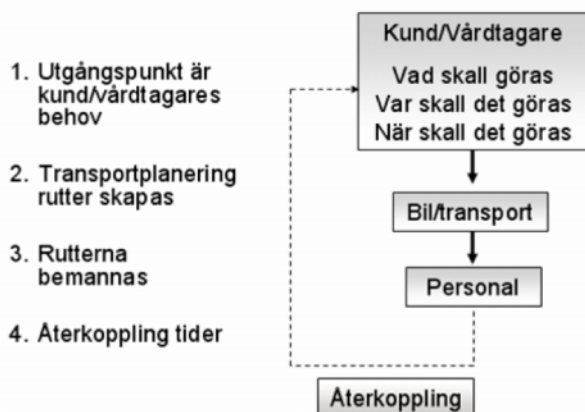 1. Utgångspunkt är
kund/vårdtagares
behov
2. Transportplanering
rutter skapas
3. Rutterna
bemannas
4. Återkoppling tider
Kund/Vårdtagare
Vad skall göras
Var skall det göras
När skall det göras
Bil/transport
Personal
Återkoppling